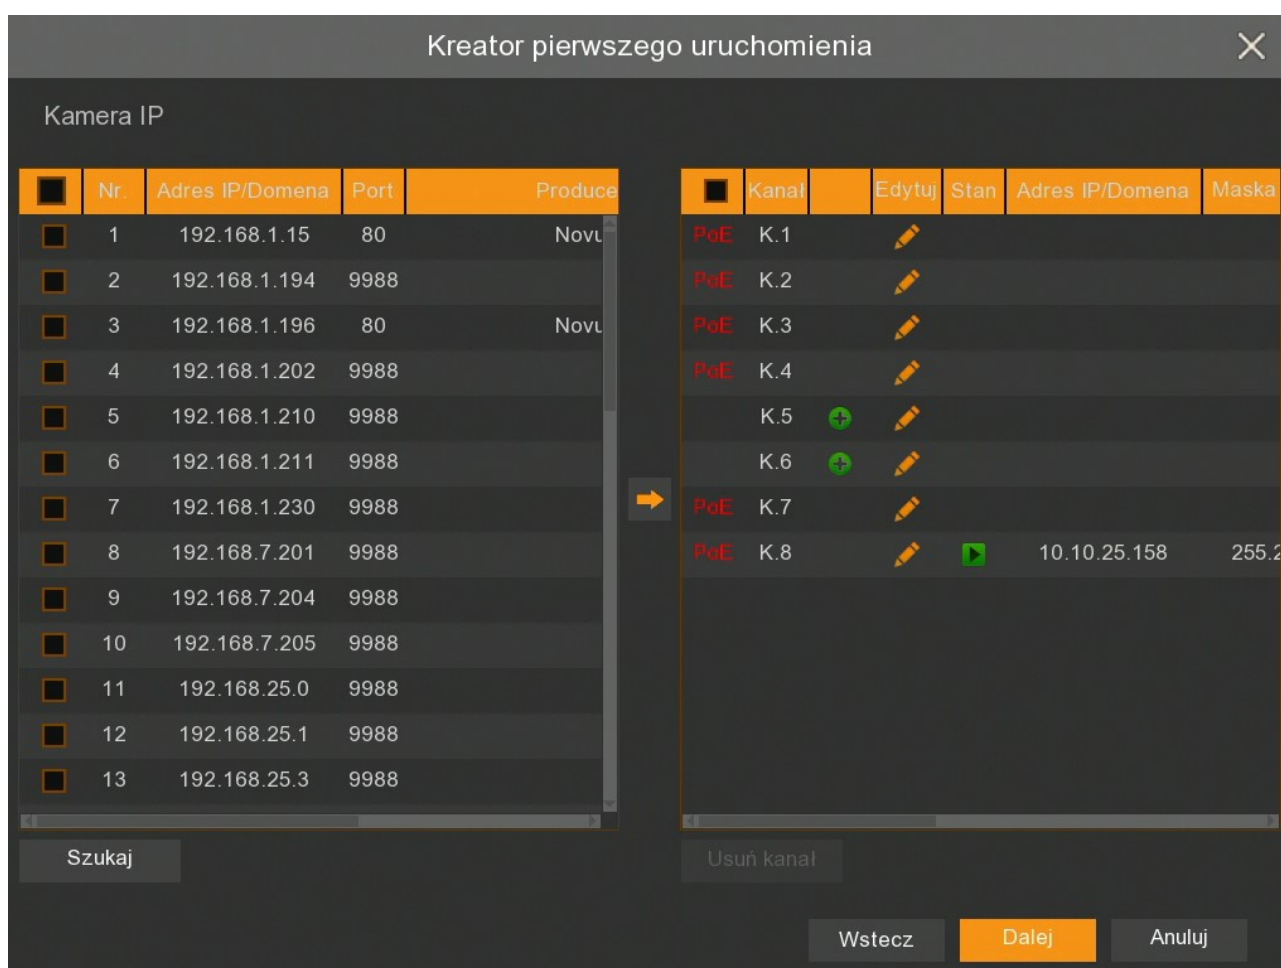 Kreator pierwszego uruchomienia
Kamera IP
Nr. Adres IP/Domena Port Produce
1 192.168.1.15 80 Novu
2 192.168.1.194 9988
3 192.168.1.196 80 Novu
4 192.168.1.202 9988
5 192.168.1.210 9988
6 192.168.1.211 9988
7 192.168.1.230 9988
8 192.168.7.201 9988
9 192.168.7.204 9988
10 192.168.7.205 9988
11 192.168.25.0 9988
12 192.168.25.1 9988
13 192.168.25.3 9988
Szukaj
Kanał Edytuj Stan Adres IP/Domena Maska
PoE K.1
PoE K.2
PoE K.3
PoE K.4
K.5
K.6
PoE K.7
PoE K.8 10.10.25.158 255.2
Usuń kanał
Wstecz Dalej Anuluj